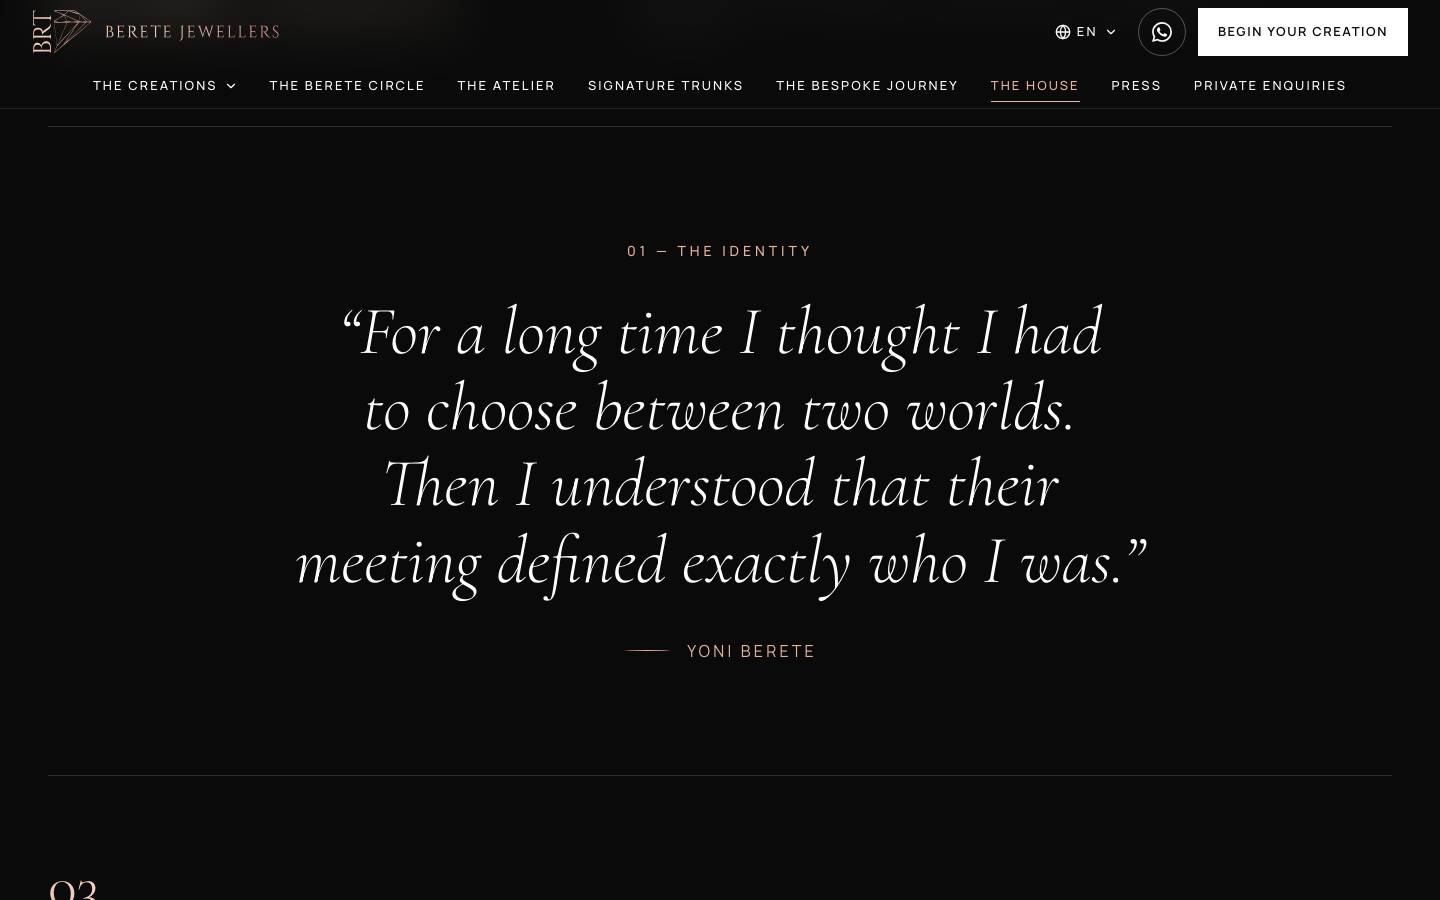 BRT
BERETE JEWELLERS
EN
BEGIN YOUR CREATION
THE CREATIONS
THE BERETE CIRCLE
THE ATELIER
SIGNATURE TRUNKS
THE BESPOKE JOURNEY
THE HOUSE
PRESS
PRIVATE ENQUIRIES
01 — THE IDENTITY
“For a long time I thought I had
to choose between two worlds.
Then I understood that their
meeting defined exactly who I was.”
YONI BERETE
03